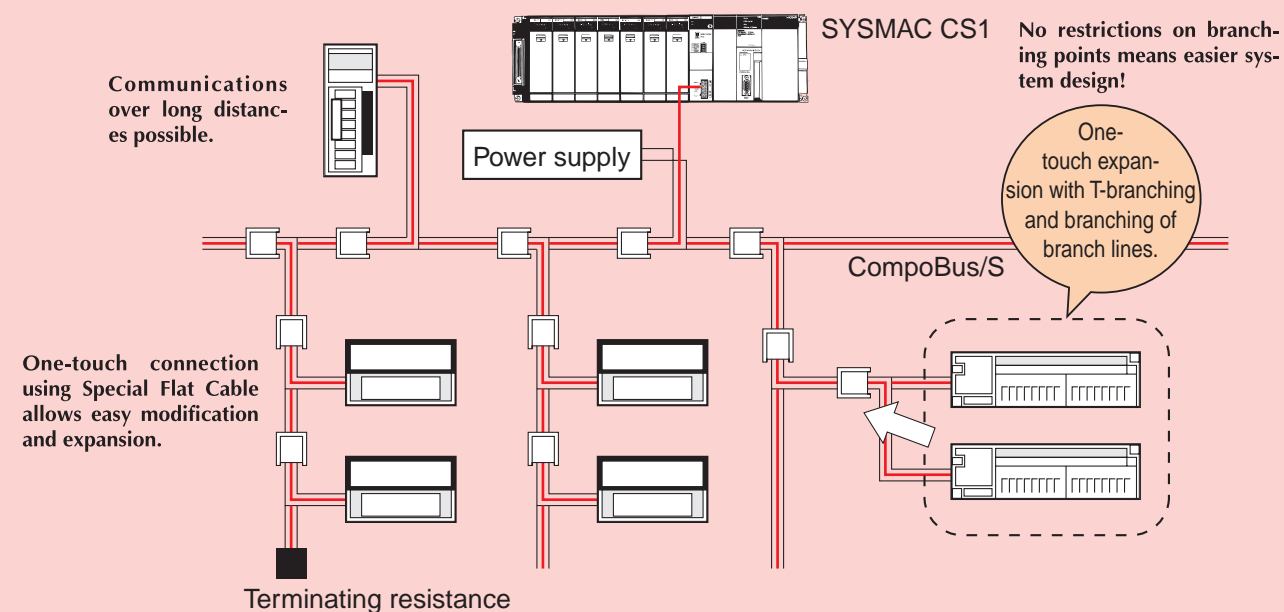 SYSMAC CS1
No restrictions on branch-
ing points means easier sys-
tem design!
Communications
over long distanc-
es possible.
Power supply
One-
touch expan-
sion with T-branching
and branching of
branch lines.
CompoBus/S
One-touch connection
using Special Flat Cable
allows easy modification
and expansion.
Terminating resistance